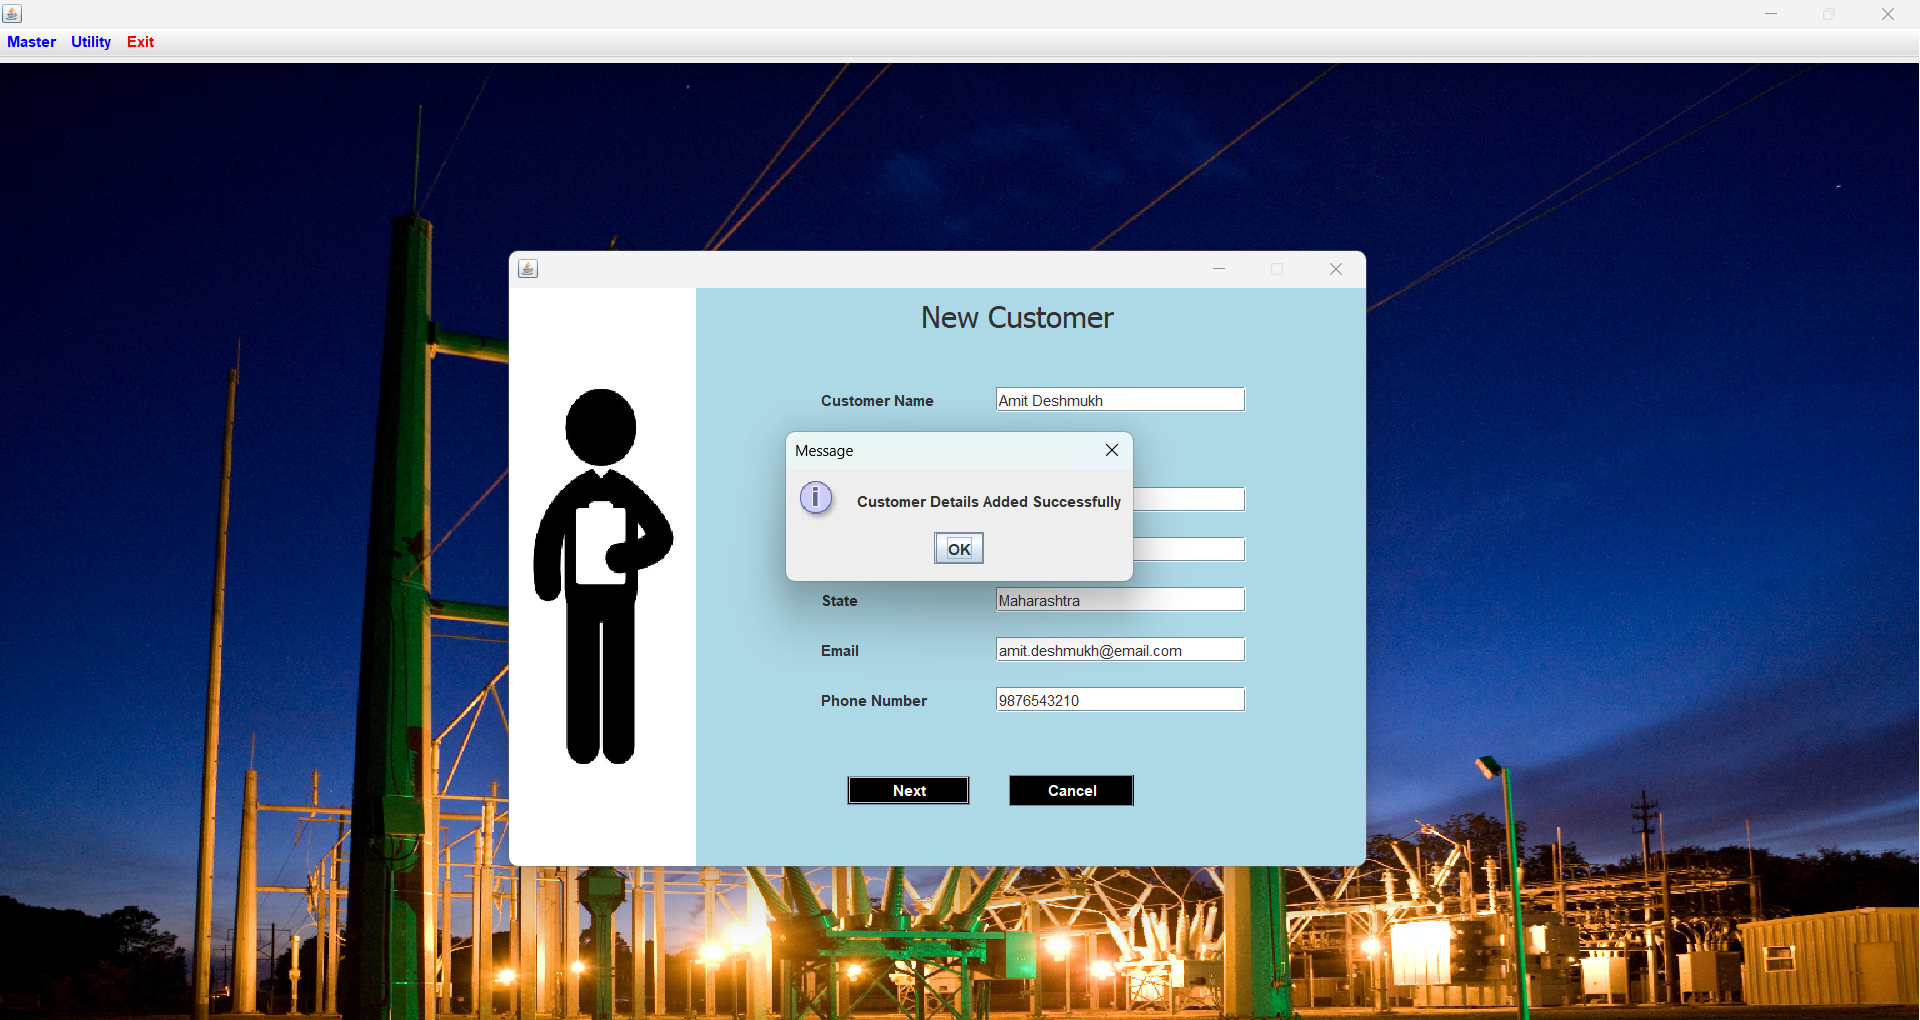 Master Utility Exit
New Customer
Customer Name Amit Deshmukh
Message
i Customer Details Added Successfully
OK
State Maharashtra
Email amit.deshmukh@email.com
Phone Number 9876543210
Next Cancel